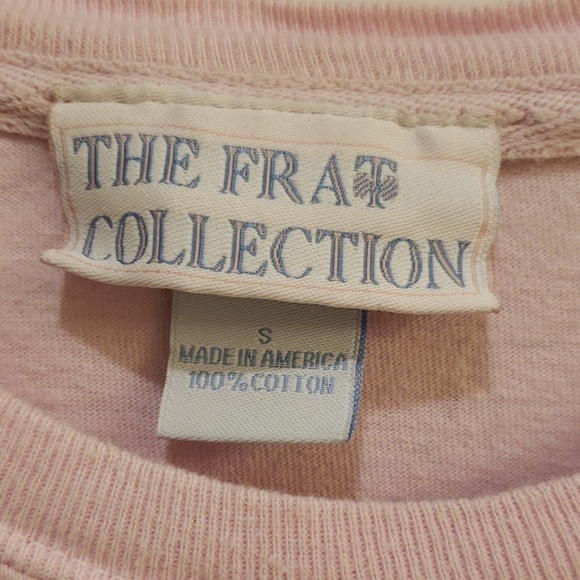 THE FRAT
COLLECTION
S
MADE IN AMERICA
100% COTTON